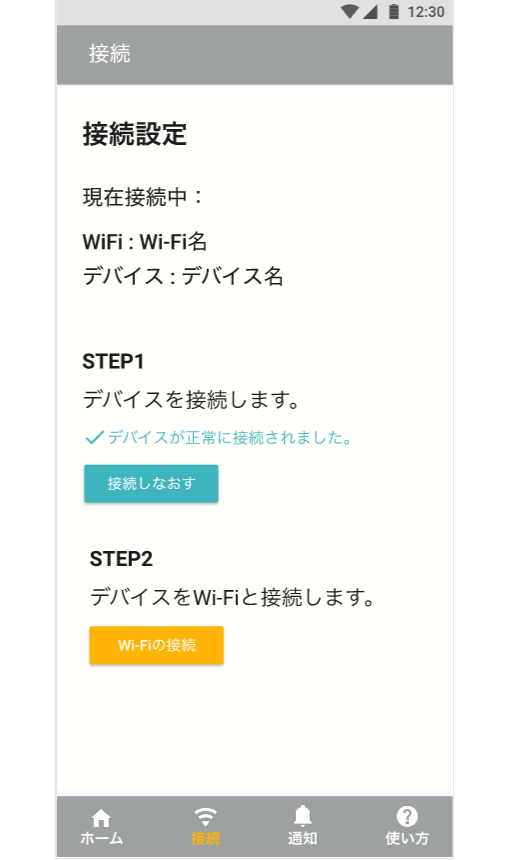 12:30
接続
接続設定
現在接続中：
WiFi : Wi-Fi名
デバイス : デバイス名
STEP1
デバイスを接続します。
デバイスが正常に接続されました。
接続しなおす
STEP2
デバイスをWi-Fiと接続します。
Wi-Fiの接続
ホーム 接続 通知 使い方